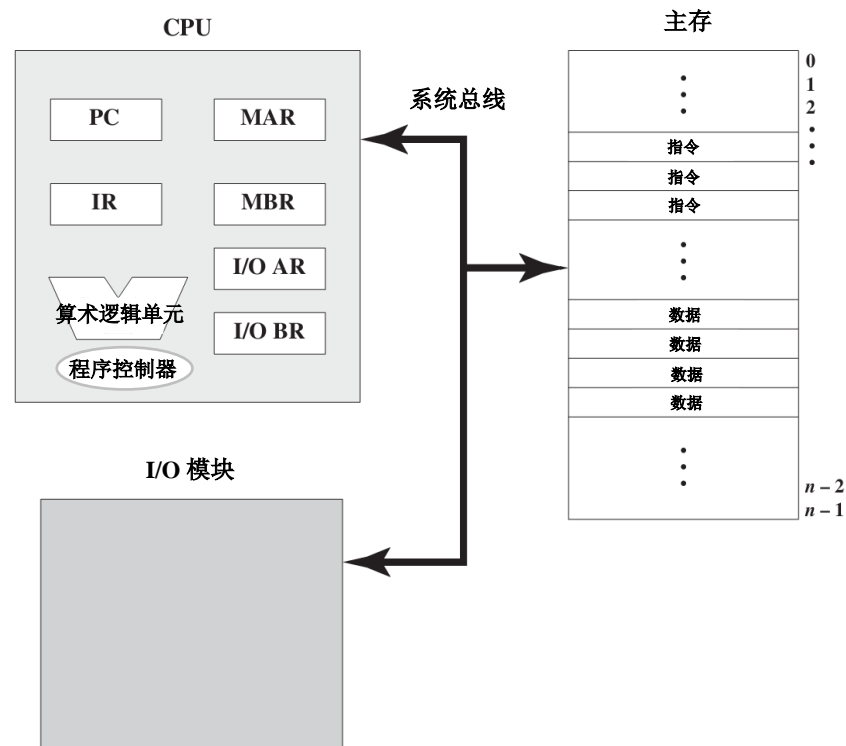 CPU
主存
系统总线
PC
MAR
IR
MBR
I/O AR
I/O BR
算术逻辑单元
程序控制器
0
1
2
指令
指令
指令
数据
数据
数据
数据
n – 2
n – 1
I/O 模块